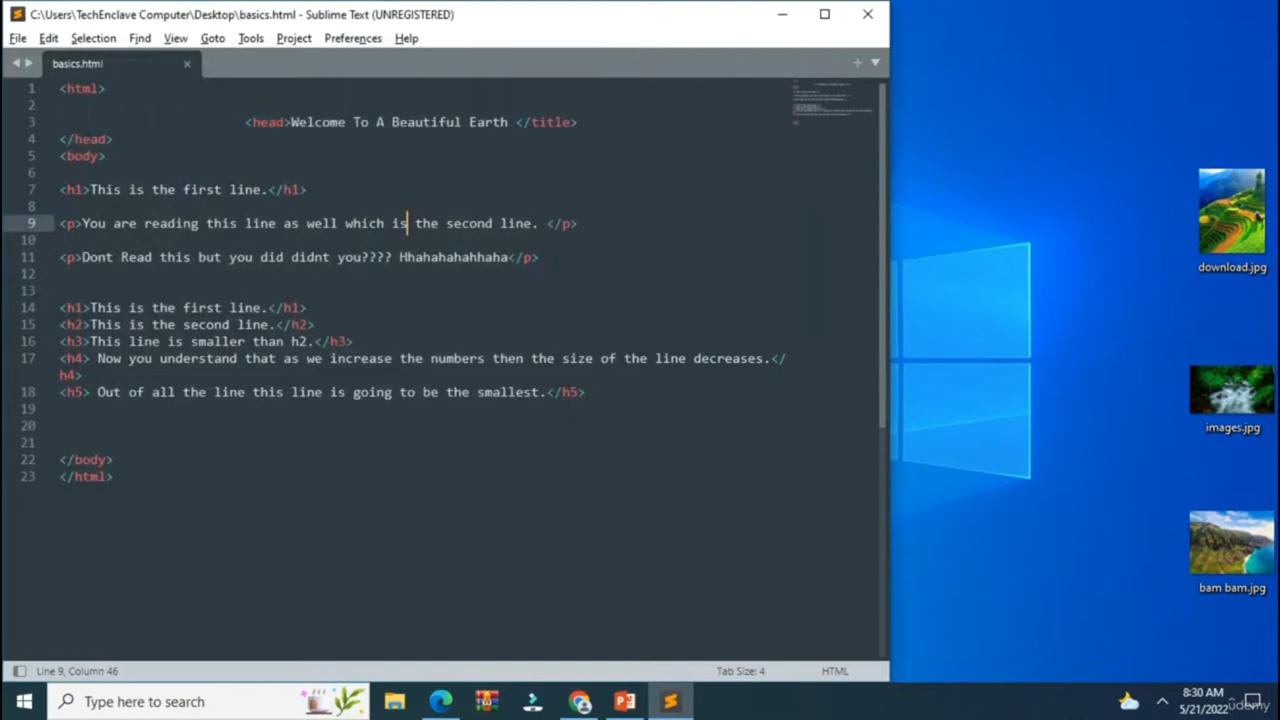 C:\Users\TechEnclave Computer\Desktop\basics.html - Sublime Text (UNREGISTERED)
File Edit Selection Find View Goto Tools Project Preferences Help
basics.html
1 <html>
2
3 <head>Welcome To A Beautiful Earth </title>
4 </head>
5 <body>
6
7 <h1>This is the first line.</h1>
8
9 <p>You are reading this line as well which is the second line. </p>
10
11 <p>Dont Read this but you did didnt you???? Hhahahahahhaha</p>
12
13
14 <h1>This is the first line.</h1>
15 <h2>This is the second line.</h2>
16 <h3>This line is smaller than h2.</h3>
17 <h4> Now you understand that as we increase the numbers then the size of the line decreases.</
h4>
18 <h5> Out of all the line this line is going to be the smallest.</h5>
19
20
21
22 </body>
23 </html>
download.jpg
images.jpg
bam bam.jpg
Line 9, Column 46
Tab Size: 4
HTML
Type here to search
8:30 AM
5/21/2022
udemy